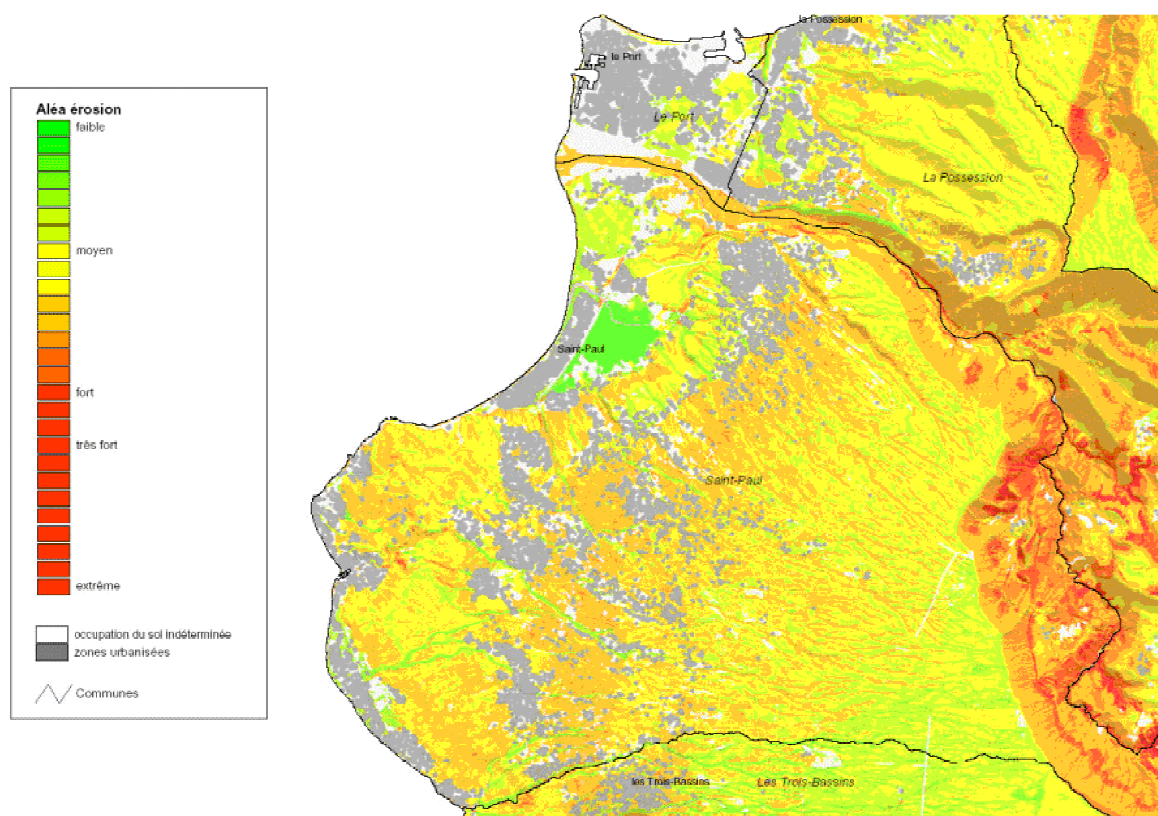 Aléa érosion
faible
moyen
fort
très fort
extrême
occupation du sol indéterminée
zones urbanisées
Communes
la Possession
le Port
Le Port
La Possession
Saint-Paul
Saint-Paul
les Trois-Bassins
Les Trois-Bassins